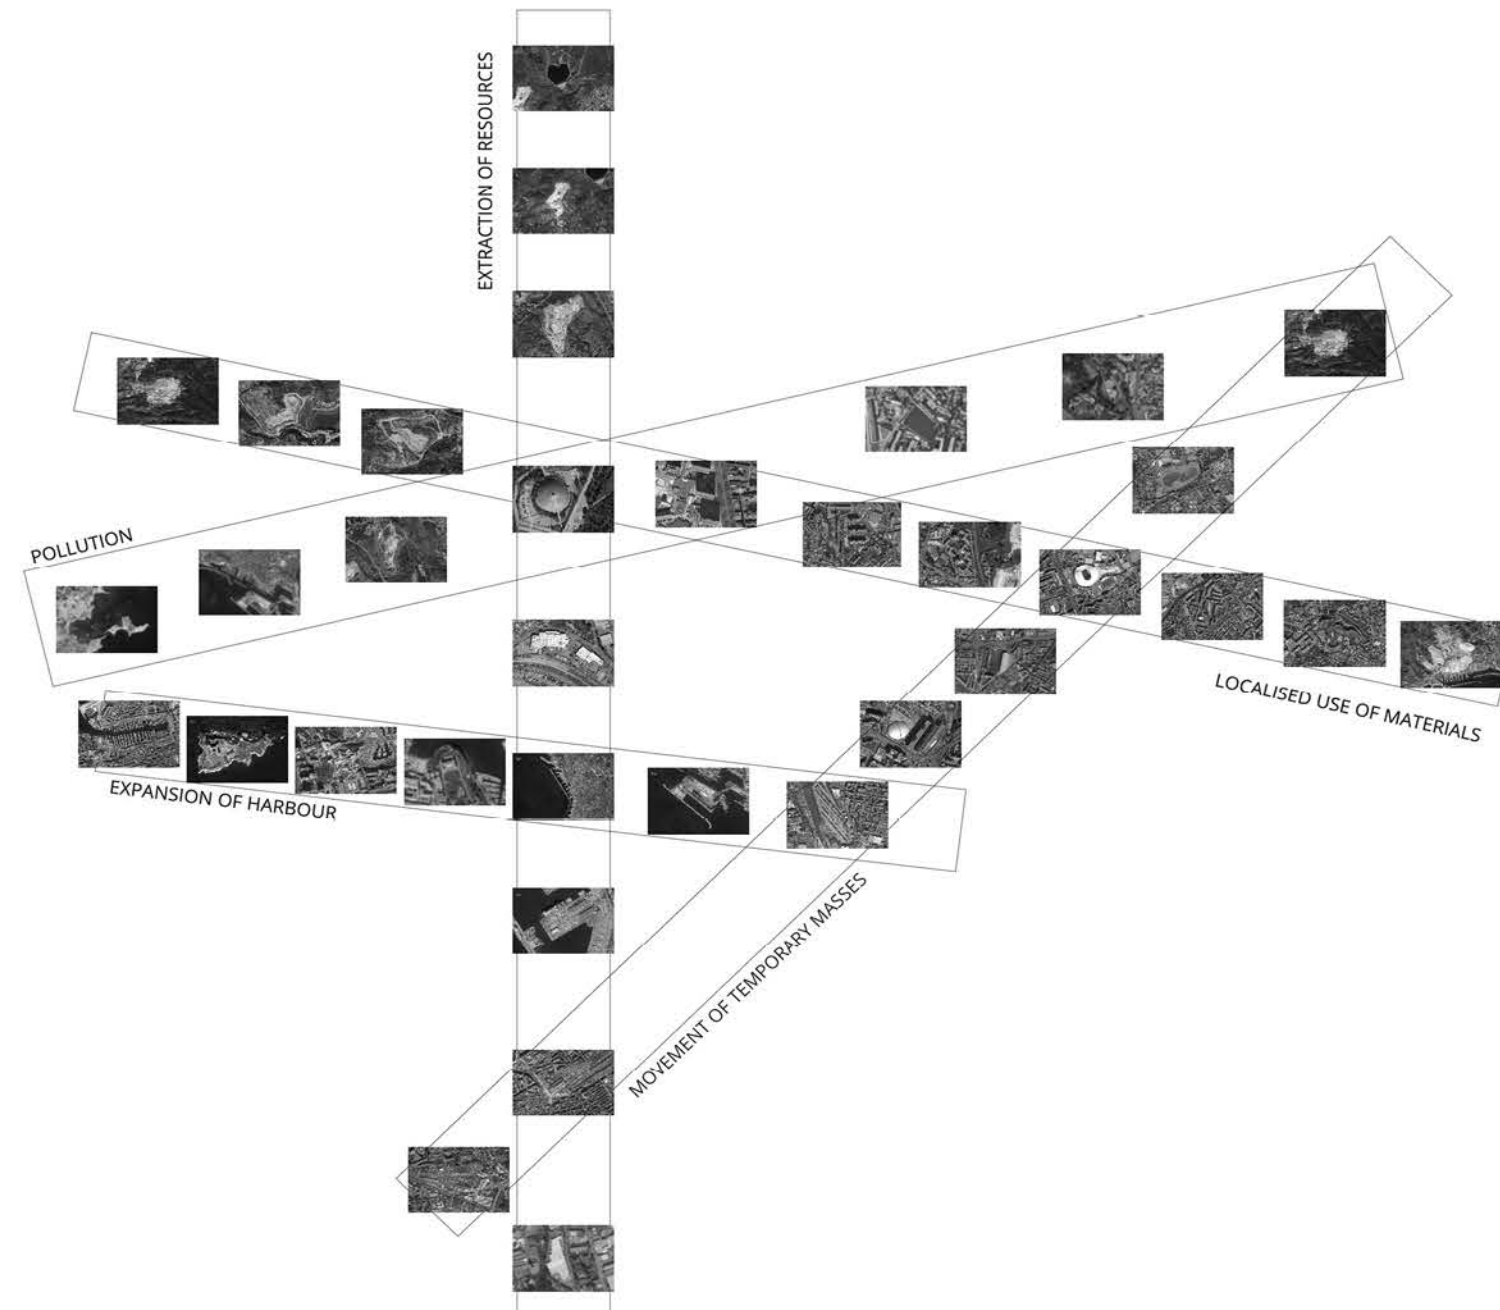 EXTRACTION OF RESOURCES
POLLUTION
LOCALISED USE OF MATERIALS
EXPANSION OF HARBOUR
MOVEMENT OF TEMPORARY MASSES